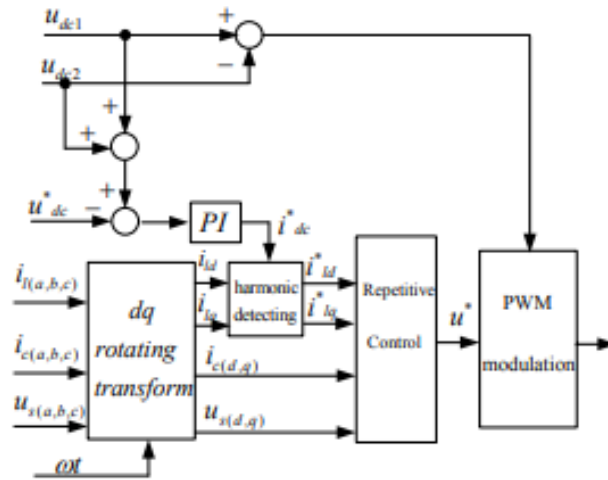 u_dc1
+
−
u_dc2
+
+
+
−
u*_dc
PI
i*_dc
i_l(a,b,c)
i_c(a,b,c)
u_s(a,b,c)
ωt
dq
rotating
transform
i_ld
i_lq
harmonic
detecting
i*_ld
i*_lq
i_c(d,q)
u_s(d,q)
Repetitive
Control
u*
PWM
modulation